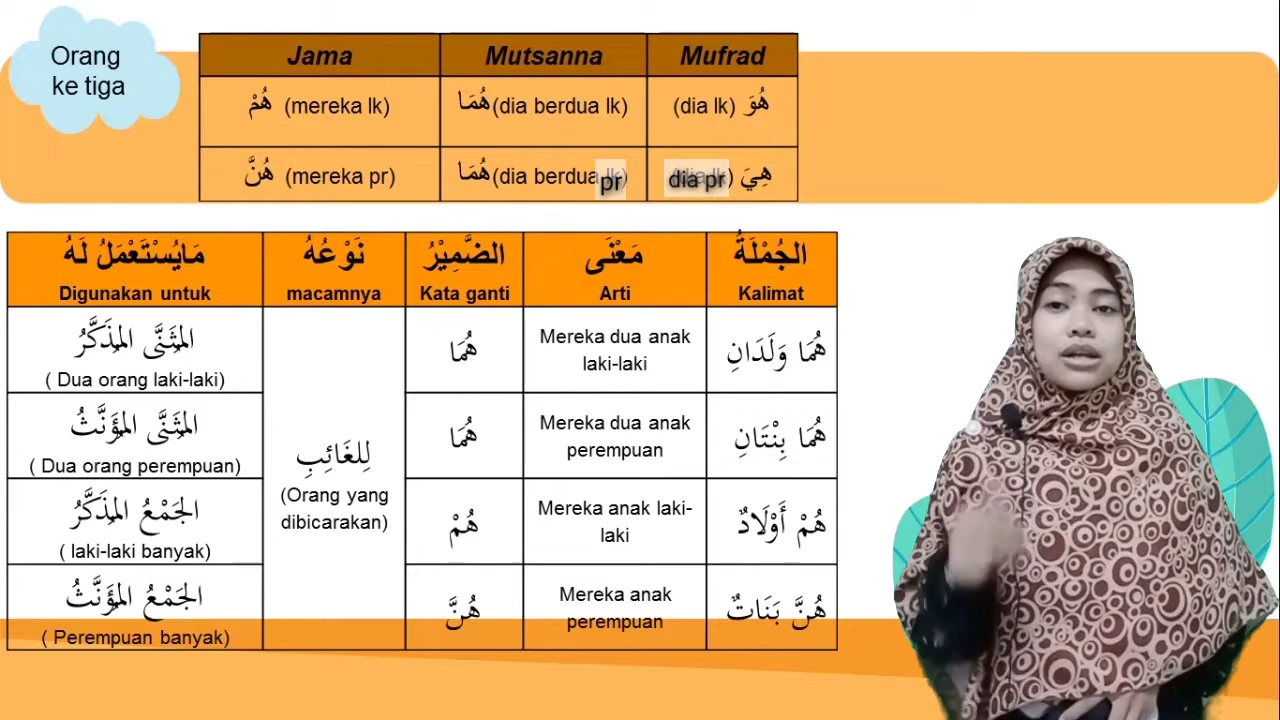 Orang
ke tiga
Jama Mutsanna Mufrad
هُمْ (mereka lk) هُمَا (dia berdua lk) (dia lk) هُوَ
هُنَّ (mereka pr) هُمَا (dia berdua pr) dia pr هِيَ
مَايُسْتَعْمَلُ لَهُ نَوْعُهُ الضَّمِيْرُ مَعْنَى الجُمْلَةُ
Digunakan untuk macamnya Kata ganti Arti Kalimat
المُثَنَّى المُذَكَّرُ
( Dua orang laki-laki)
هُمَا
Mereka dua anak
laki-laki
هُمَا وَلَدَانِ
المُثَنَّى المُؤَنَّثُ
( Dua orang perempuan)
هُمَا
Mereka dua anak
perempuan
هُمَا بِنْتَانِ
لِلغَائِبِ
(Orang yang
dibicarakan)
الجَمْعُ المُذَكَّرُ
( laki-laki banyak)
هُمْ
Mereka anak laki-
laki
هُمْ أَوْلَادٌ
الجَمْعُ المُؤَنَّثُ
( Perempuan banyak)
هُنَّ
Mereka anak
perempuan
هُنَّ بَنَاتٌ